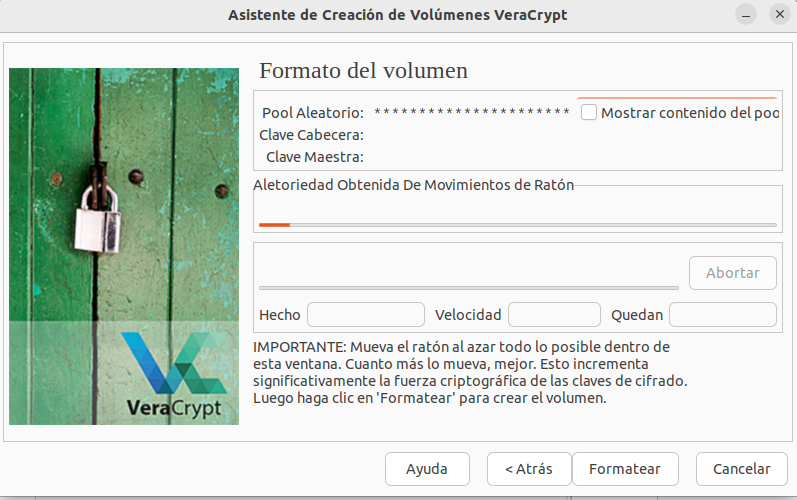 Asistente de Creación de Volúmenes VeraCrypt
Formato del volumen
Pool Aleatorio: ********************** Mostrar contenido del poo
Clave Cabecera:
Clave Maestra:
Aletoriedad Obtenida De Movimientos de Ratón
Abortar
Hecho Velocidad Quedan
IMPORTANTE: Mueva el ratón al azar todo lo posible dentro de
esta ventana. Cuanto más lo mueva, mejor. Esto incrementa
significativamente la fuerza criptográfica de las claves de cifrado.
Luego haga clic en 'Formatear' para crear el volumen.
VeraCrypt
Ayuda < Atrás Formatear Cancelar